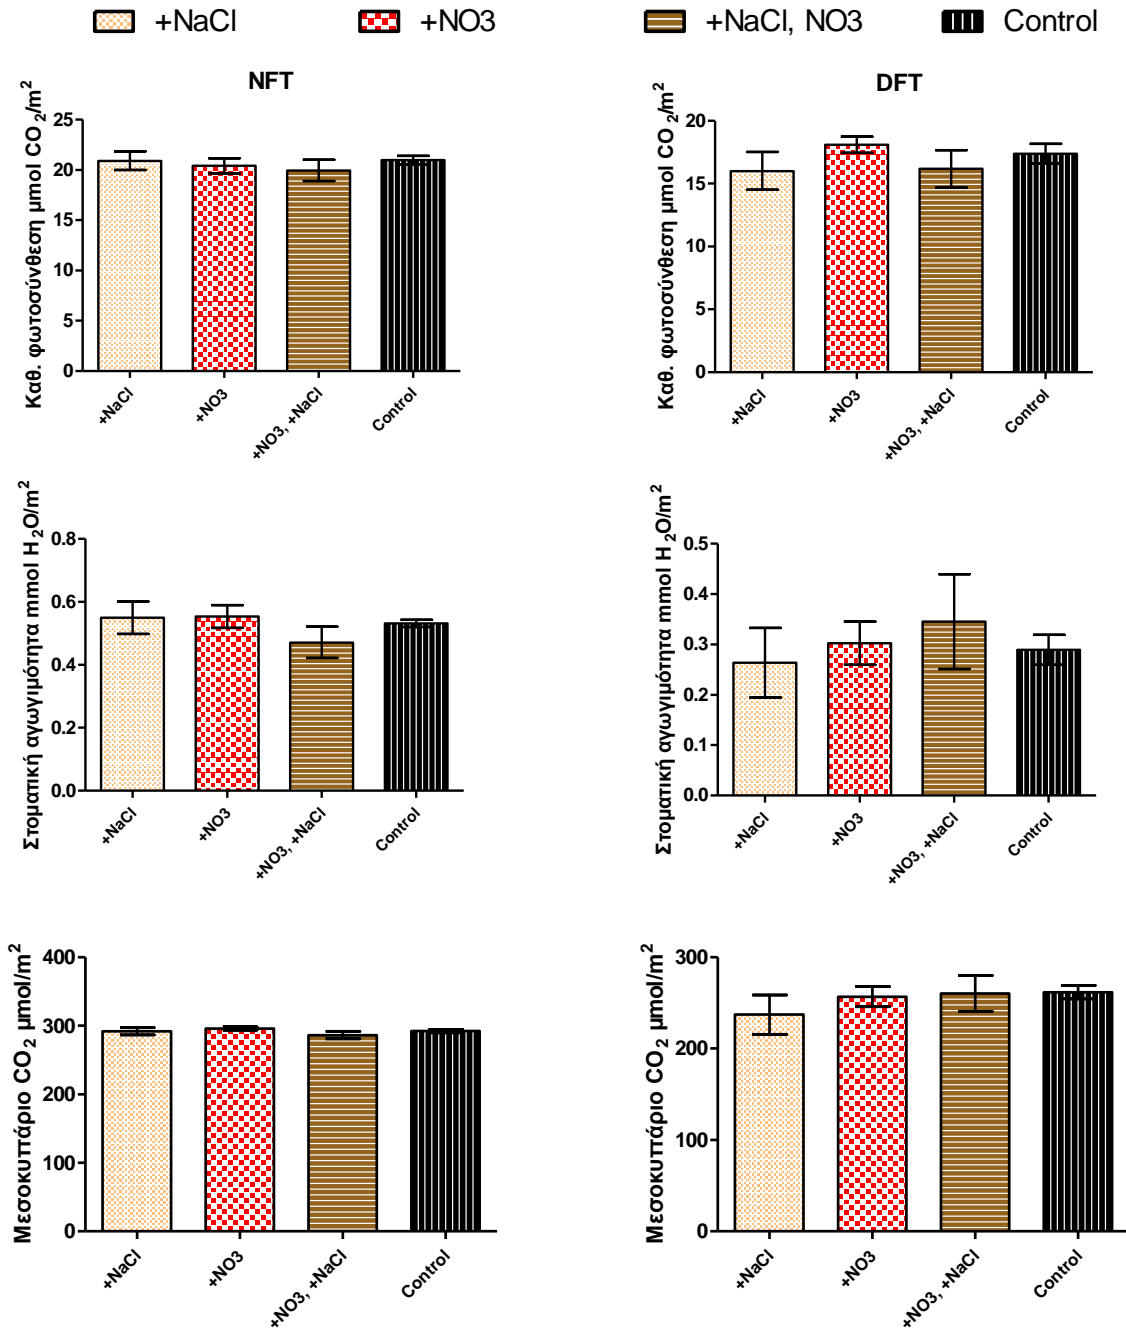 +NaCl +NO3 +NaCl, NO3 Control
NFT
Καθ. φωτοσύνθεση μmol CO2/m2
25
20
15
10
5
0
+NaCl
+NO3
+NO3, +NaCl
Control
DFT
Καθ. φωτοσύνθεση μmol CO2/m2
20
15
10
5
0
+NaCl
+NO3
+NO3, +NaCl
Control
Στοματική αγωγιμότητα mmol H2O/m2
0.8
0.6
0.4
0.2
0.0
+NaCl
+NO3
+NO3, +NaCl
Control
Στοματική αγωγιμότητα mmol H2O/m2
0.5
0.4
0.3
0.2
0.1
0.0
+NaCl
+NO3
+NO3, +NaCl
Control
Μεσοκυττάριο CO2 μmol/m2
400
300
200
100
0
+NaCl
+NO3
+NO3, +NaCl
Control
Μεσοκυττάριο CO2 μmol/m2
300
200
100
0
+NaCl
+NO3
+NO3, +NaCl
Control